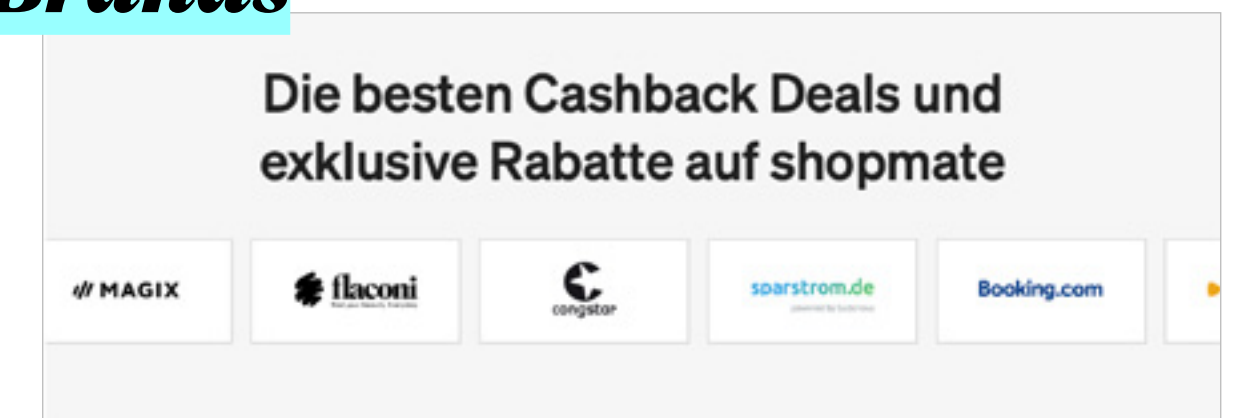 Brands
Die besten Cashback Deals und
exklusive Rabatte auf shopmate
MAGIX
flaconi
congstar
sparstrom.de
Booking.com